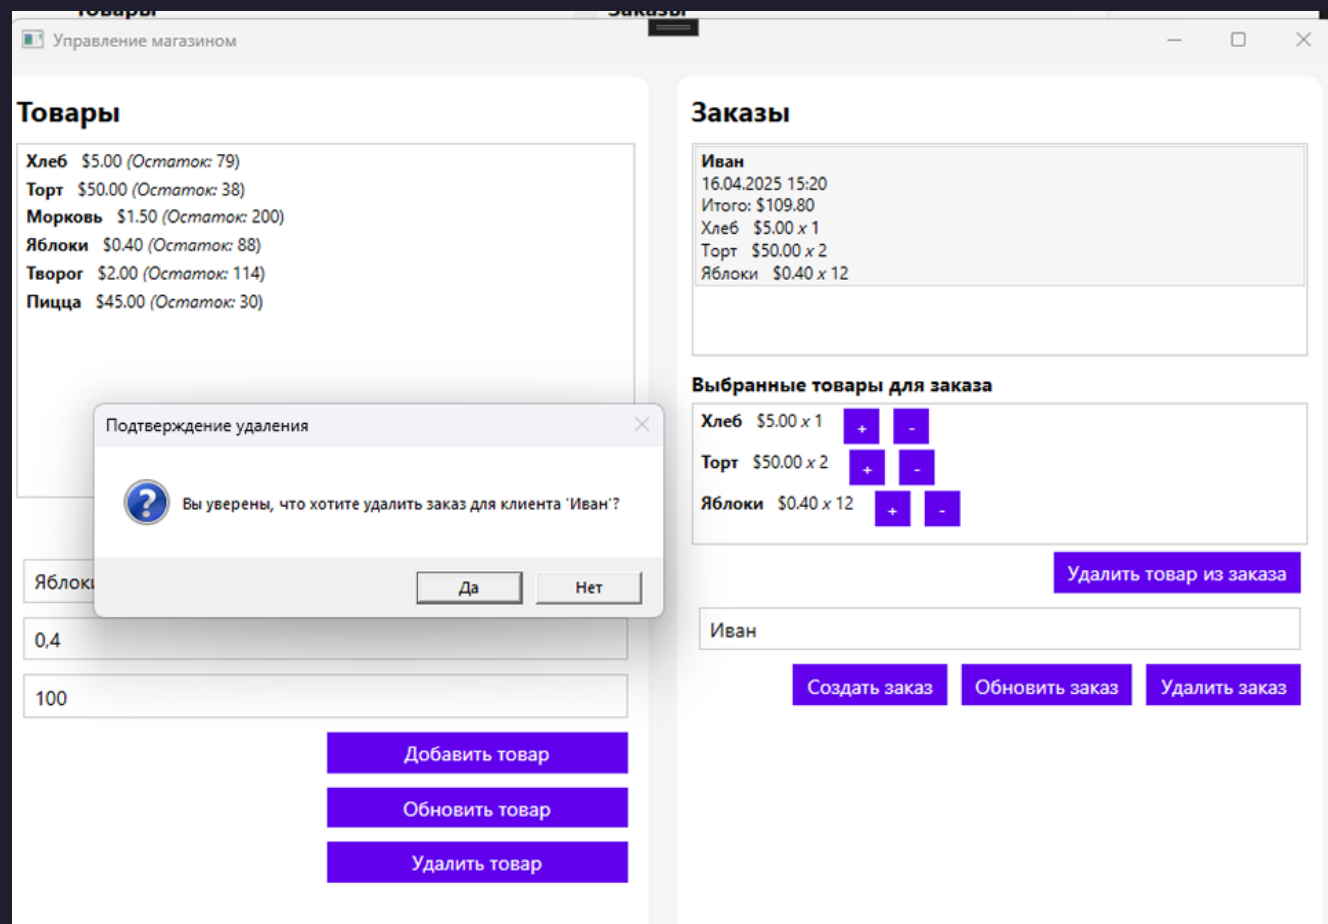 Товары
Заказы
Управление магазином
Товары
Хлеб $5.00 (Остаток: 79)
Торт $50.00 (Остаток: 38)
Морковь $1.50 (Остаток: 200)
Яблоки $0.40 (Остаток: 88)
Творог $2.00 (Остаток: 114)
Пицца $45.00 (Остаток: 30)
Подтверждение удаления
Вы уверены, что хотите удалить заказ для клиента 'Иван'?
Да
Нет
Яблоки
0,4
100
Добавить товар
Обновить товар
Удалить товар
Заказы
Иван
16.04.2025 15:20
Итого: $109.80
Хлеб $5.00 x 1
Торт $50.00 x 2
Яблоки $0.40 x 12
Выбранные товары для заказа
Хлеб $5.00 x 1 + -
Торт $50.00 x 2 + -
Яблоки $0.40 x 12 + -
Удалить товар из заказа
Иван
Создать заказ
Обновить заказ
Удалить заказ